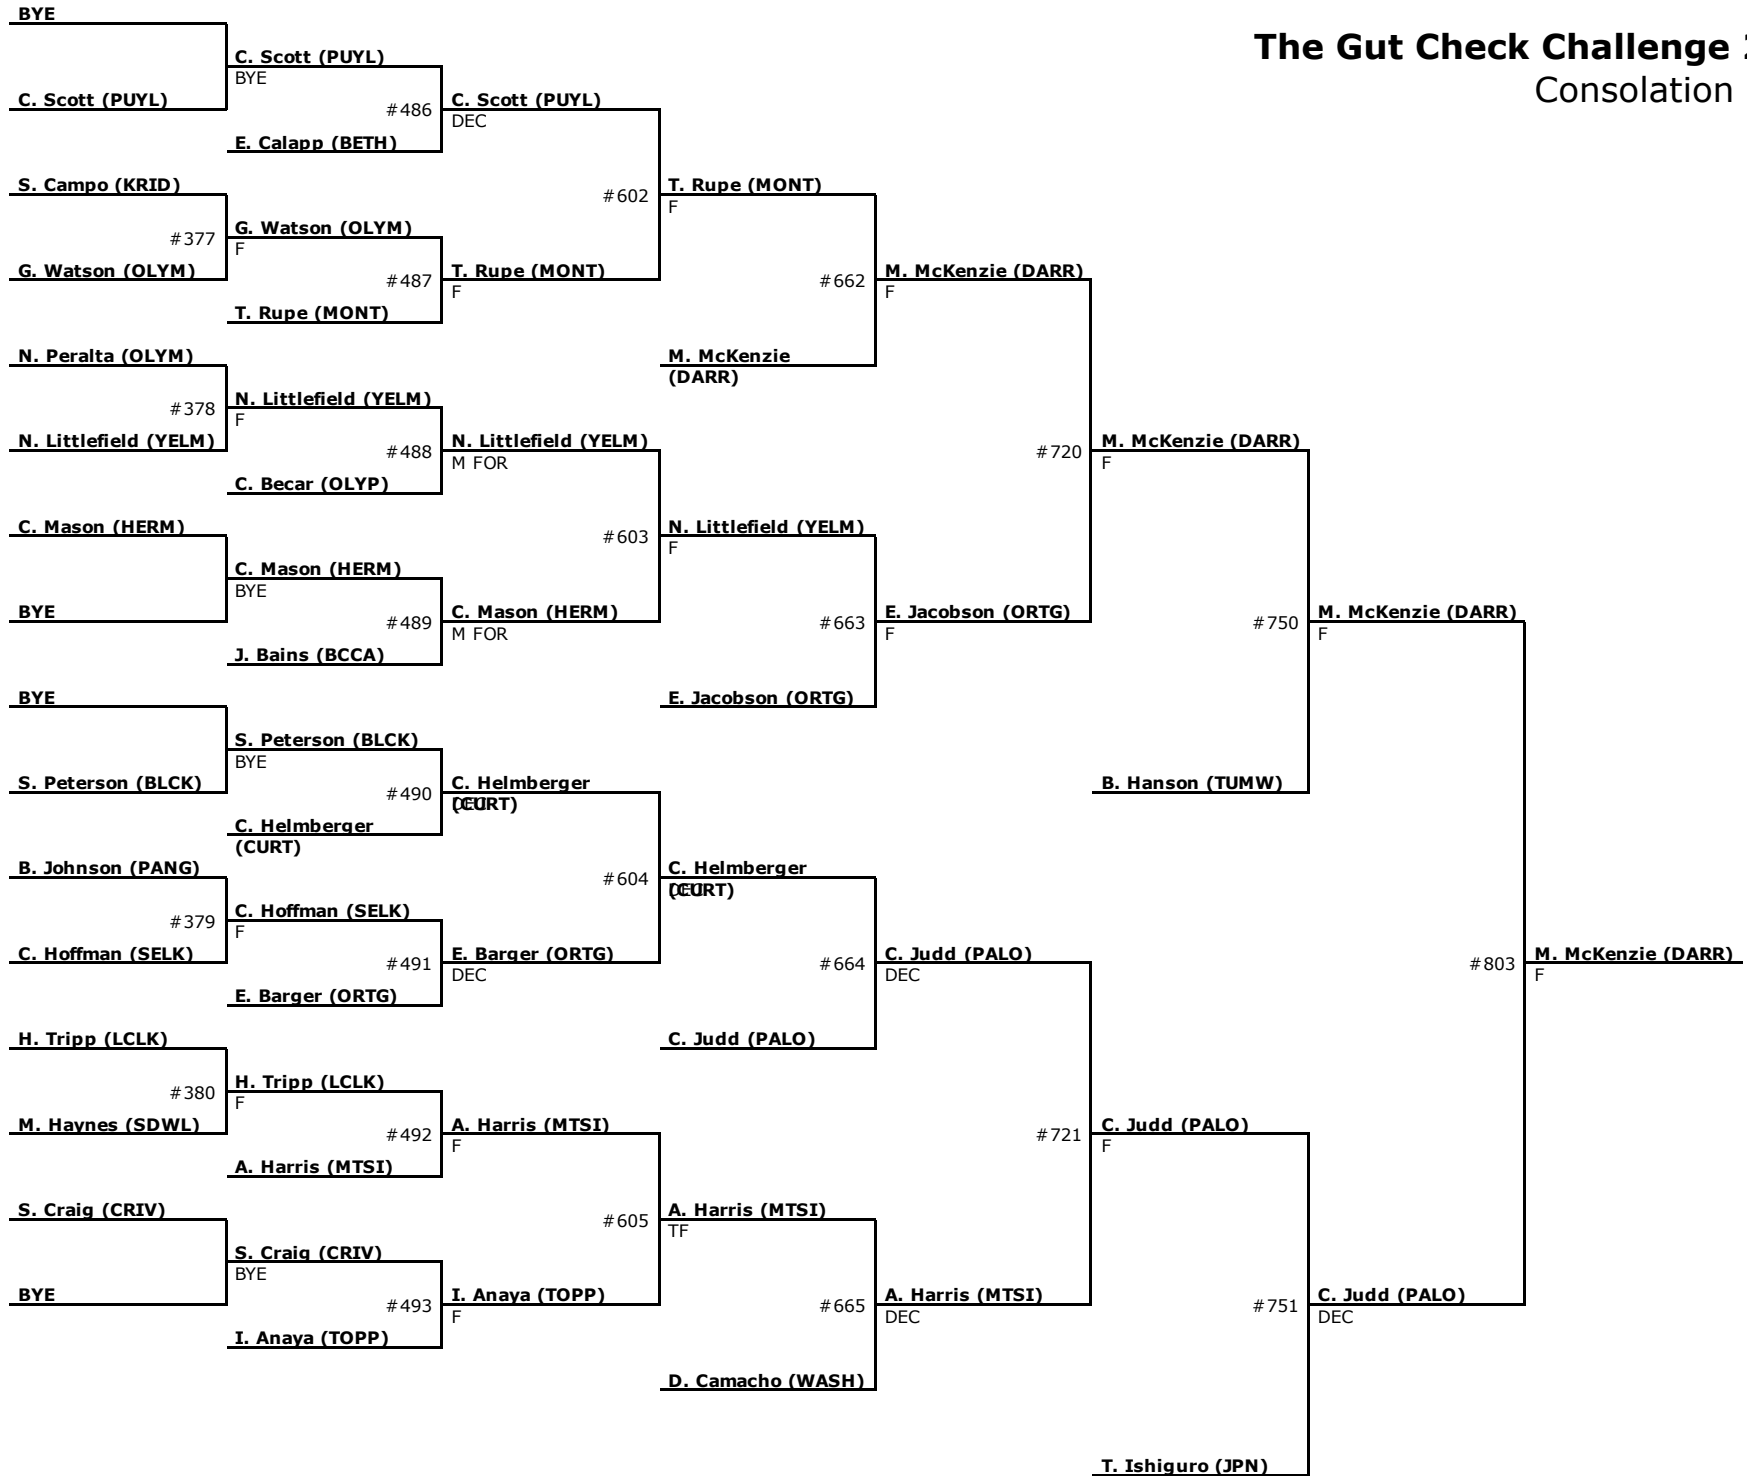 The Gut Check Challenge
Consolation
BYE
C. Scott (PUYL)
S. Campo (KRID)
#377
G. Watson (OLYM)
N. Peralta (OLYM)
#378
N. Littlefield (YELM)
C. Mason (HERM)
BYE
BYE
S. Peterson (BLCK)
B. Johnson (PANG)
#379
C. Hoffman (SELK)
H. Tripp (LCLK)
#380
M. Haynes (SDWL)
S. Craig (CRIV)
BYE
C. Scott (PUYL)
BYE
#486
E. Calapp (BETH)
G. Watson (OLYM)
F
#487
T. Rupe (MONT)
N. Littlefield (YELM)
F
#488
C. Becar (OLYP)
C. Mason (HERM)
BYE
#489
J. Bains (BCCA)
S. Peterson (BLCK)
BYE
#490
C. Helmberger
(CURT)
C. Hoffman (SELK)
F
#491
E. Barger (ORTG)
H. Tripp (LCLK)
F
#492
A. Harris (MTSI)
S. Craig (CRIV)
BYE
#493
I. Anaya (TOPP)
C. Scott (PUYL)
DEC
#602
T. Rupe (MONT)
F
N. Littlefield (YELM)
M FOR
#603
C. Mason (HERM)
M FOR
C. Helmberger
(CURT)
DEC
#604
E. Barger (ORTG)
DEC
A. Harris (MTSI)
F
#605
I. Anaya (TOPP)
F
T. Rupe (MONT)
F
#662
M. McKenzie
(DARR)
N. Littlefield (YELM)
F
#663
E. Jacobson (ORTG)
C. Helmberger
(CURT)
DEC
#664
C. Judd (PALO)
A. Harris (MTSI)
TF
#665
D. Camacho (WASH)
M. McKenzie (DARR)
F
#720
E. Jacobson (ORTG)
F
C. Judd (PALO)
DEC
#721
A. Harris (MTSI)
DEC
M. McKenzie (DARR)
F
#750
B. Hanson (TUMW)
C. Judd (PALO)
F
#751
T. Ishiguro (JPN)
M. McKenzie (DARR)
F
#803
C. Judd (PALO)
DEC
M. McKenzie (DARR)
F